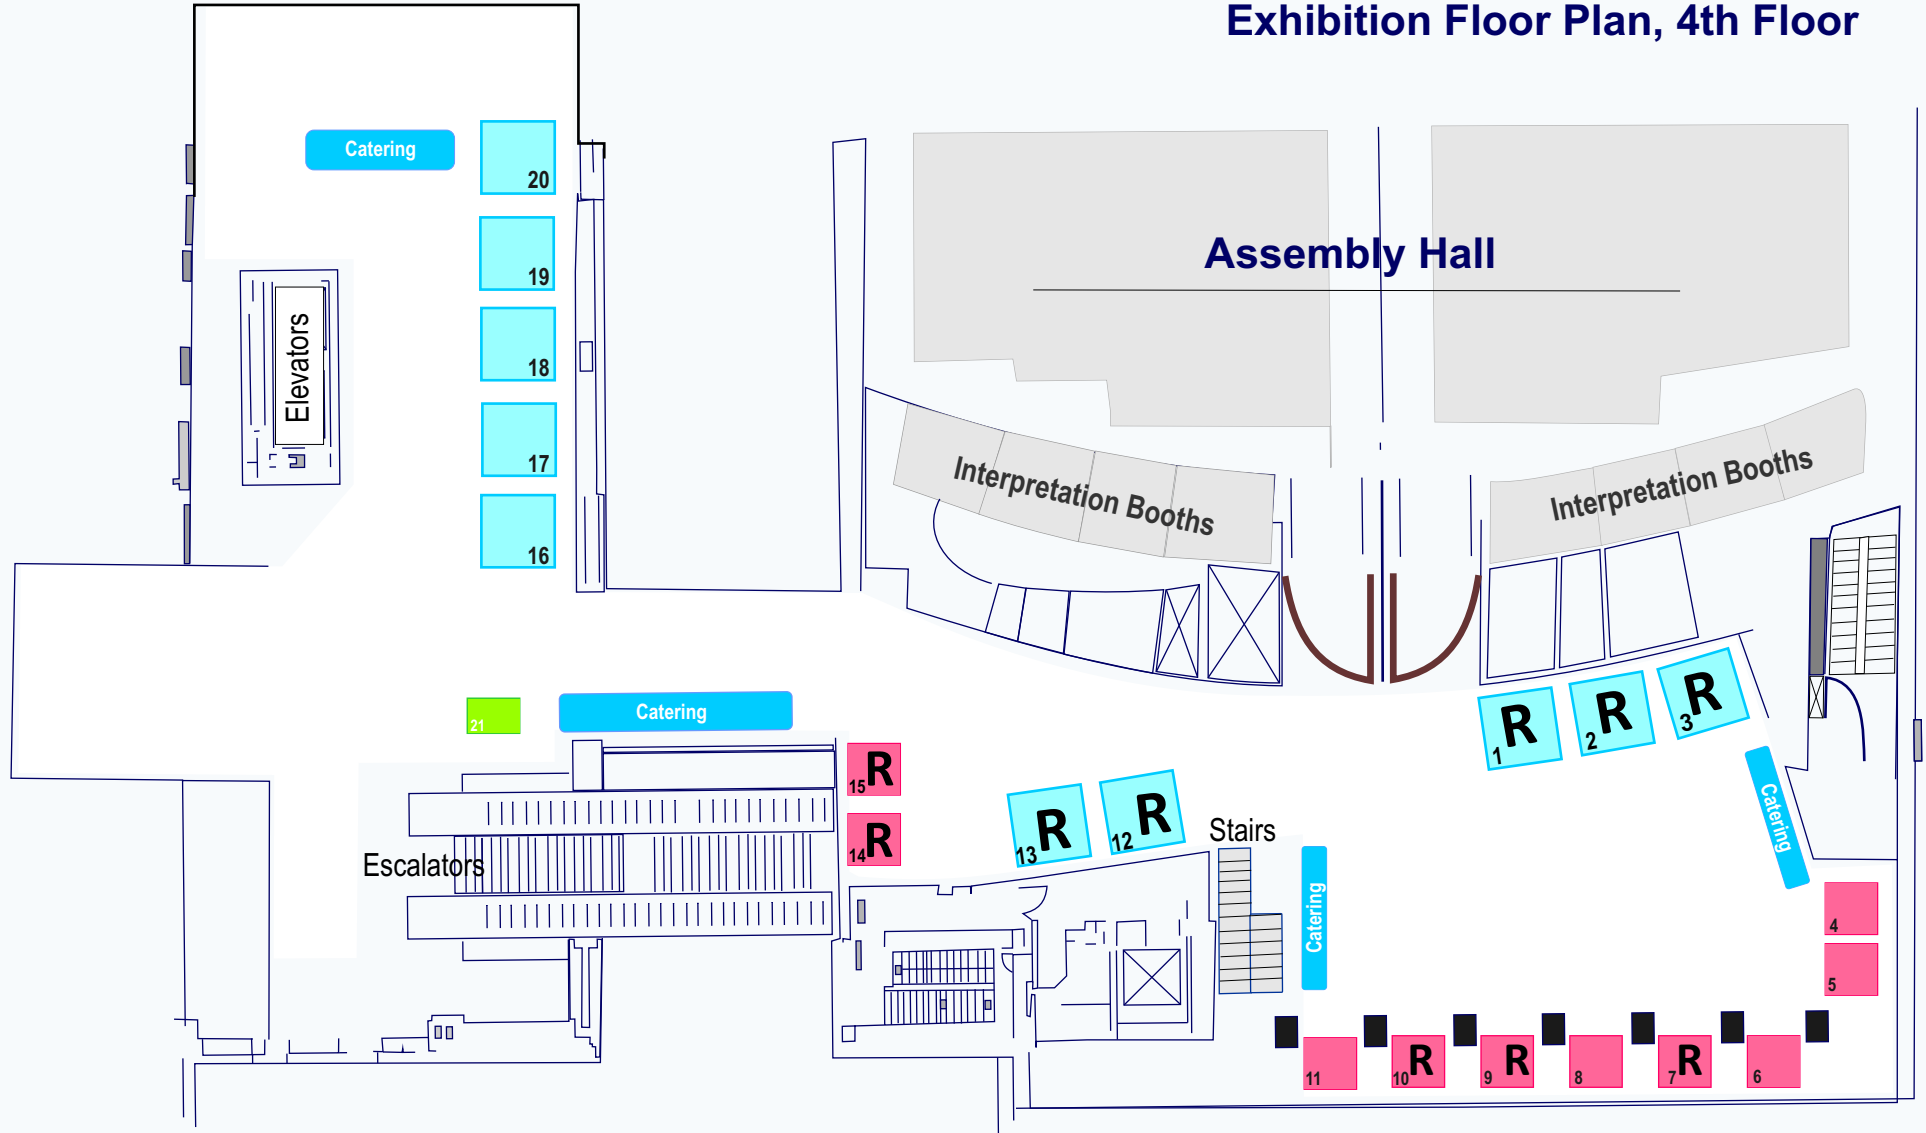 Exhibition Floor Plan, 4th Floor
Catering
20
19
Assembly Hall
18
Elevators
17
Interpretation Booths
Interpretation Booths
16
21
Catering
1 R
2 R
3 R
15 R
14 R
13 R
12 R
Stairs
Catering
Escalators
Catering
4
5
11
10 R
9 R
8
7 R
6